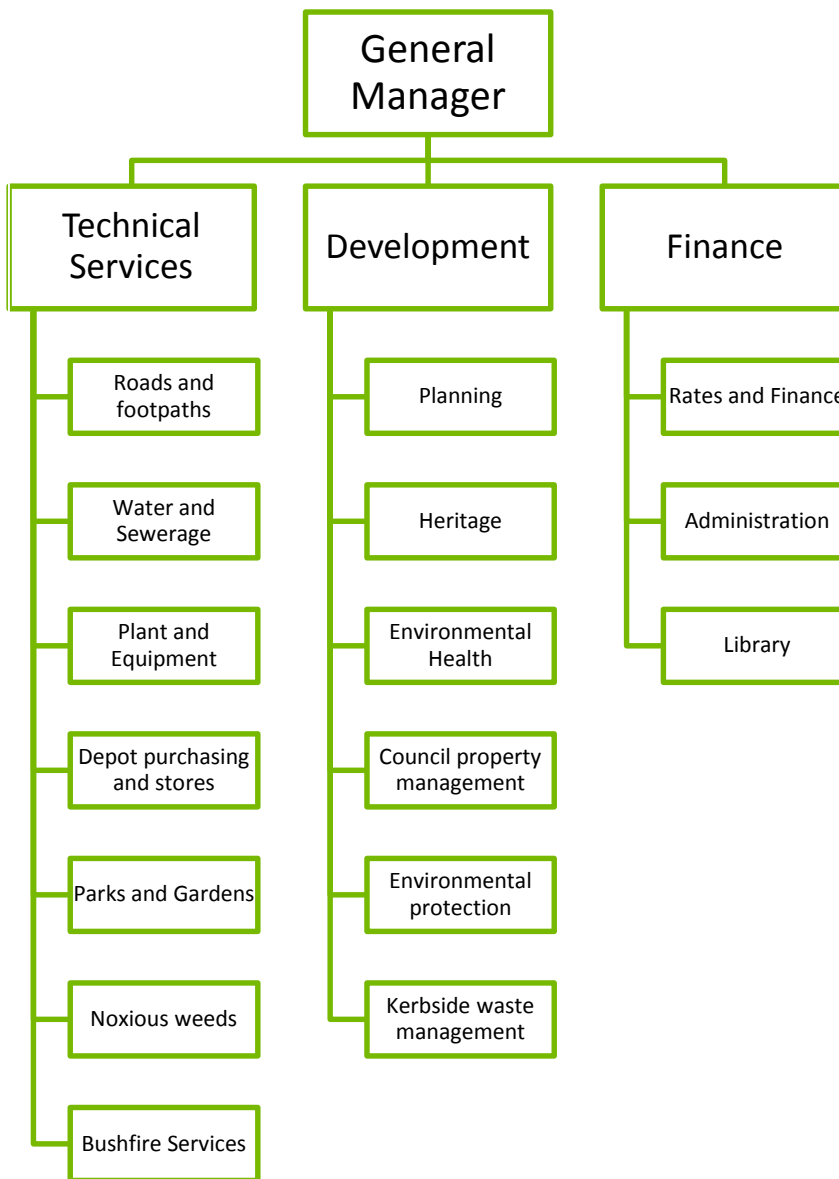 General
Manager
Technical
Services
Development
Finance
Roads and
footpaths
Water and
Sewerage
Plant and
Equipment
Depot purchasing
and stores
Parks and Gardens
Noxious weeds
Bushfire Services
Planning
Heritage
Environmental
Health
Council property
management
Environmental
protection
Kerbside waste
management
Rates and Finance
Administration
Library